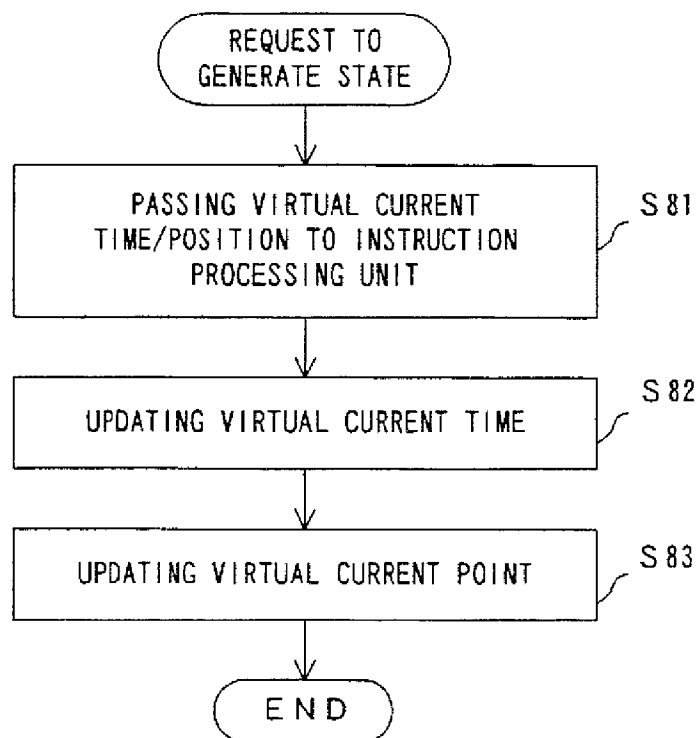 REQUEST TO
GENERATE STATE
PASSING VIRTUAL CURRENT
TIME/POSITION TO INSTRUCTION
PROCESSING UNIT
S81
UPDATING VIRTUAL CURRENT TIME
S82
UPDATING VIRTUAL CURRENT POINT
S83
END